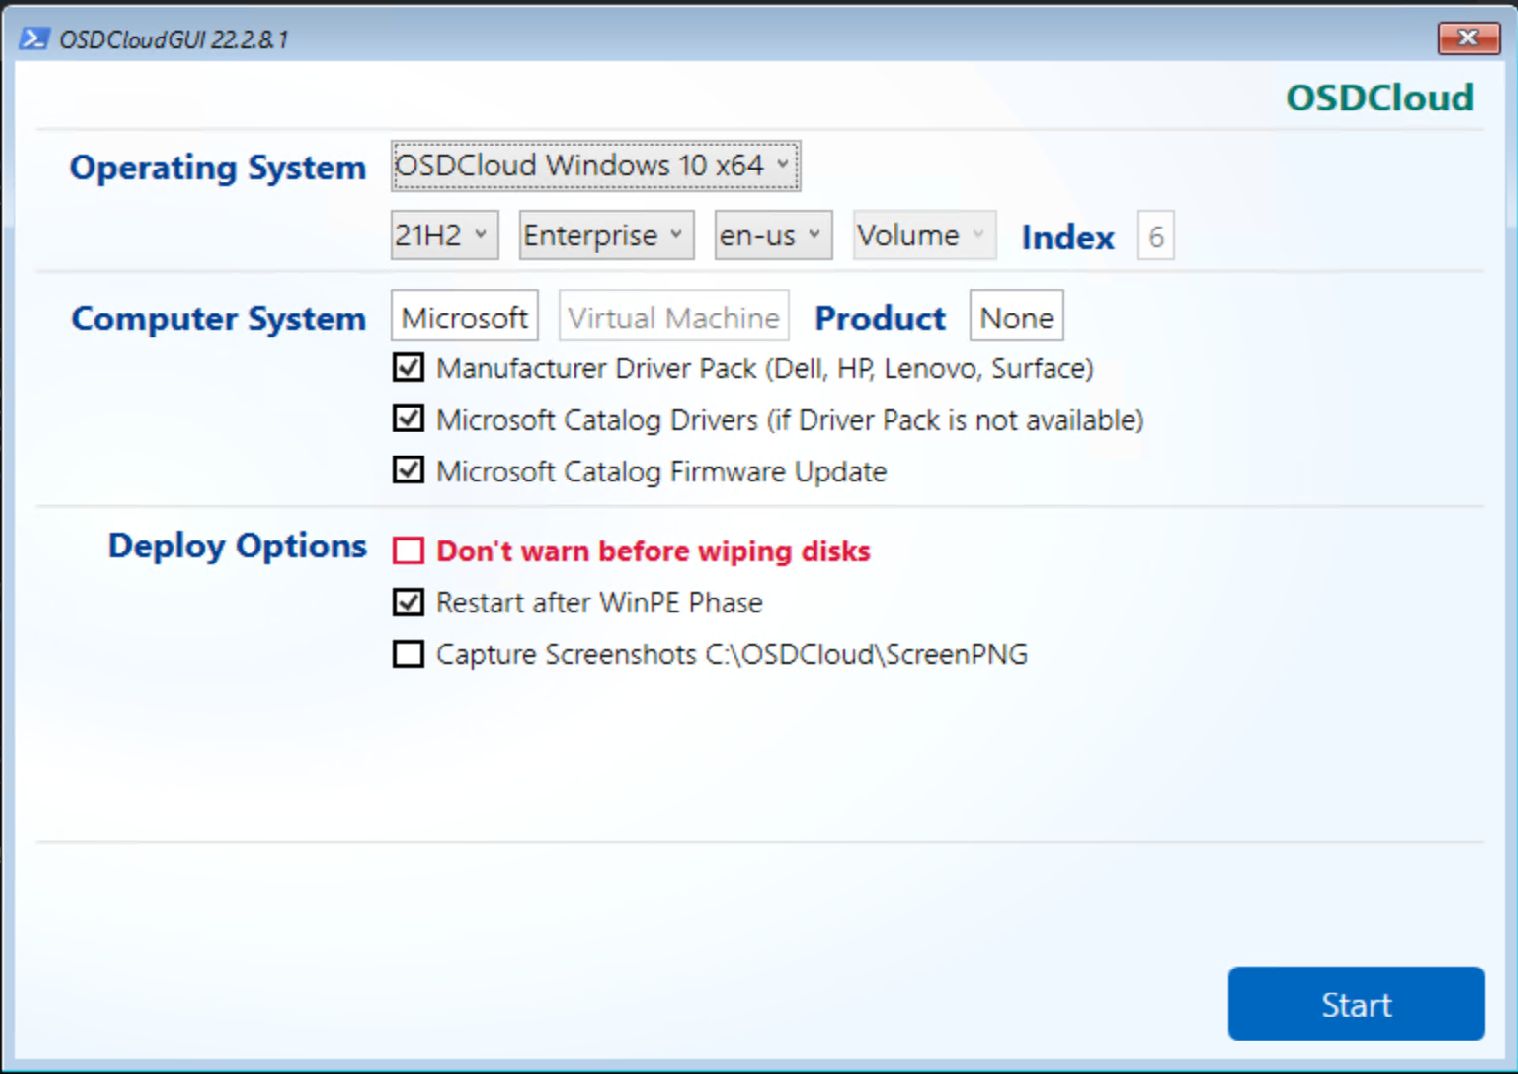 OSDCloudGUI 22.2.8.1
OSDCloud
Operating System OSDCloud Windows 10 x64
21H2 Enterprise en-us Volume Index 6
Computer System Microsoft Virtual Machine Product None
Manufacturer Driver Pack (Dell, HP, Lenovo, Surface)
Microsoft Catalog Drivers (if Driver Pack is not available)
Microsoft Catalog Firmware Update
Deploy Options Don't warn before wiping disks
Restart after WinPE Phase
Capture Screenshots C:\OSDCloud\ScreenPNG
Start